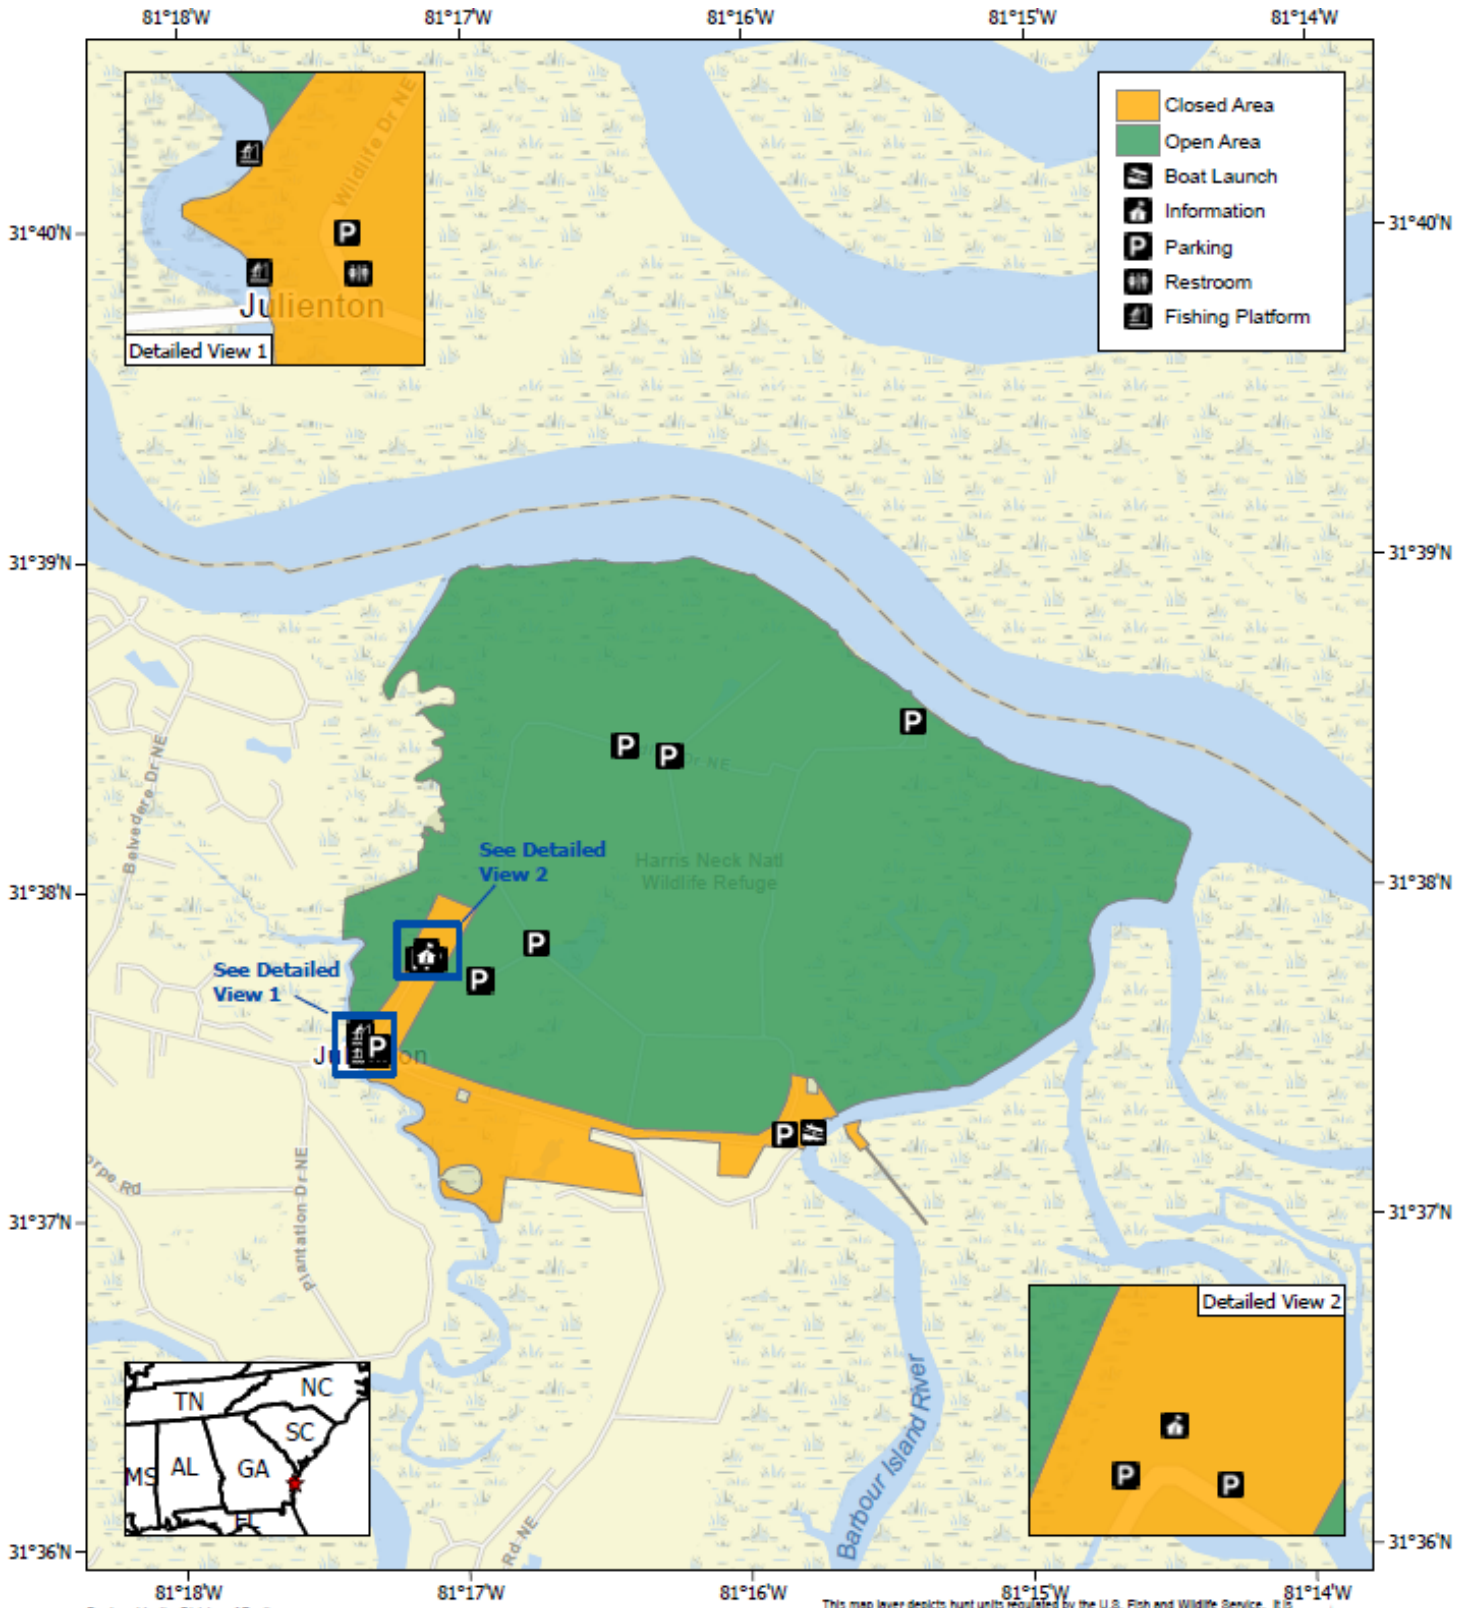 81°18'W 81°17'W 81°16'W 81°15'W 81°14'W
Wildlife Dr NE
Julienton
Detailed View 1
Closed Area
Open Area
Boat Launch
Information
P Parking
Restroom
Fishing Platform
31°40'N
31°40'N
31°39'N
31°39'N
Belvedere Dr NE
P
P
P
Dr NE
See Detailed
View 2
Harris Neck Natl
Wildlife Refuge
31°38'N
31°38'N
P
P
See Detailed
View 1
P
P
Plantation Dr NE
31°37'N
31°37'N
Rd
Detailed View 2
P
P
TN
NC
SC
MS
AL
GA
FL
Barbour Island River
Rd NE
31°36'N
31°36'N
81°18'W 81°17'W 81°16'W 81°15'W 81°14'W
This map layer depicts hunt units regulated by the U.S. Fish and Wildlife Service. It is